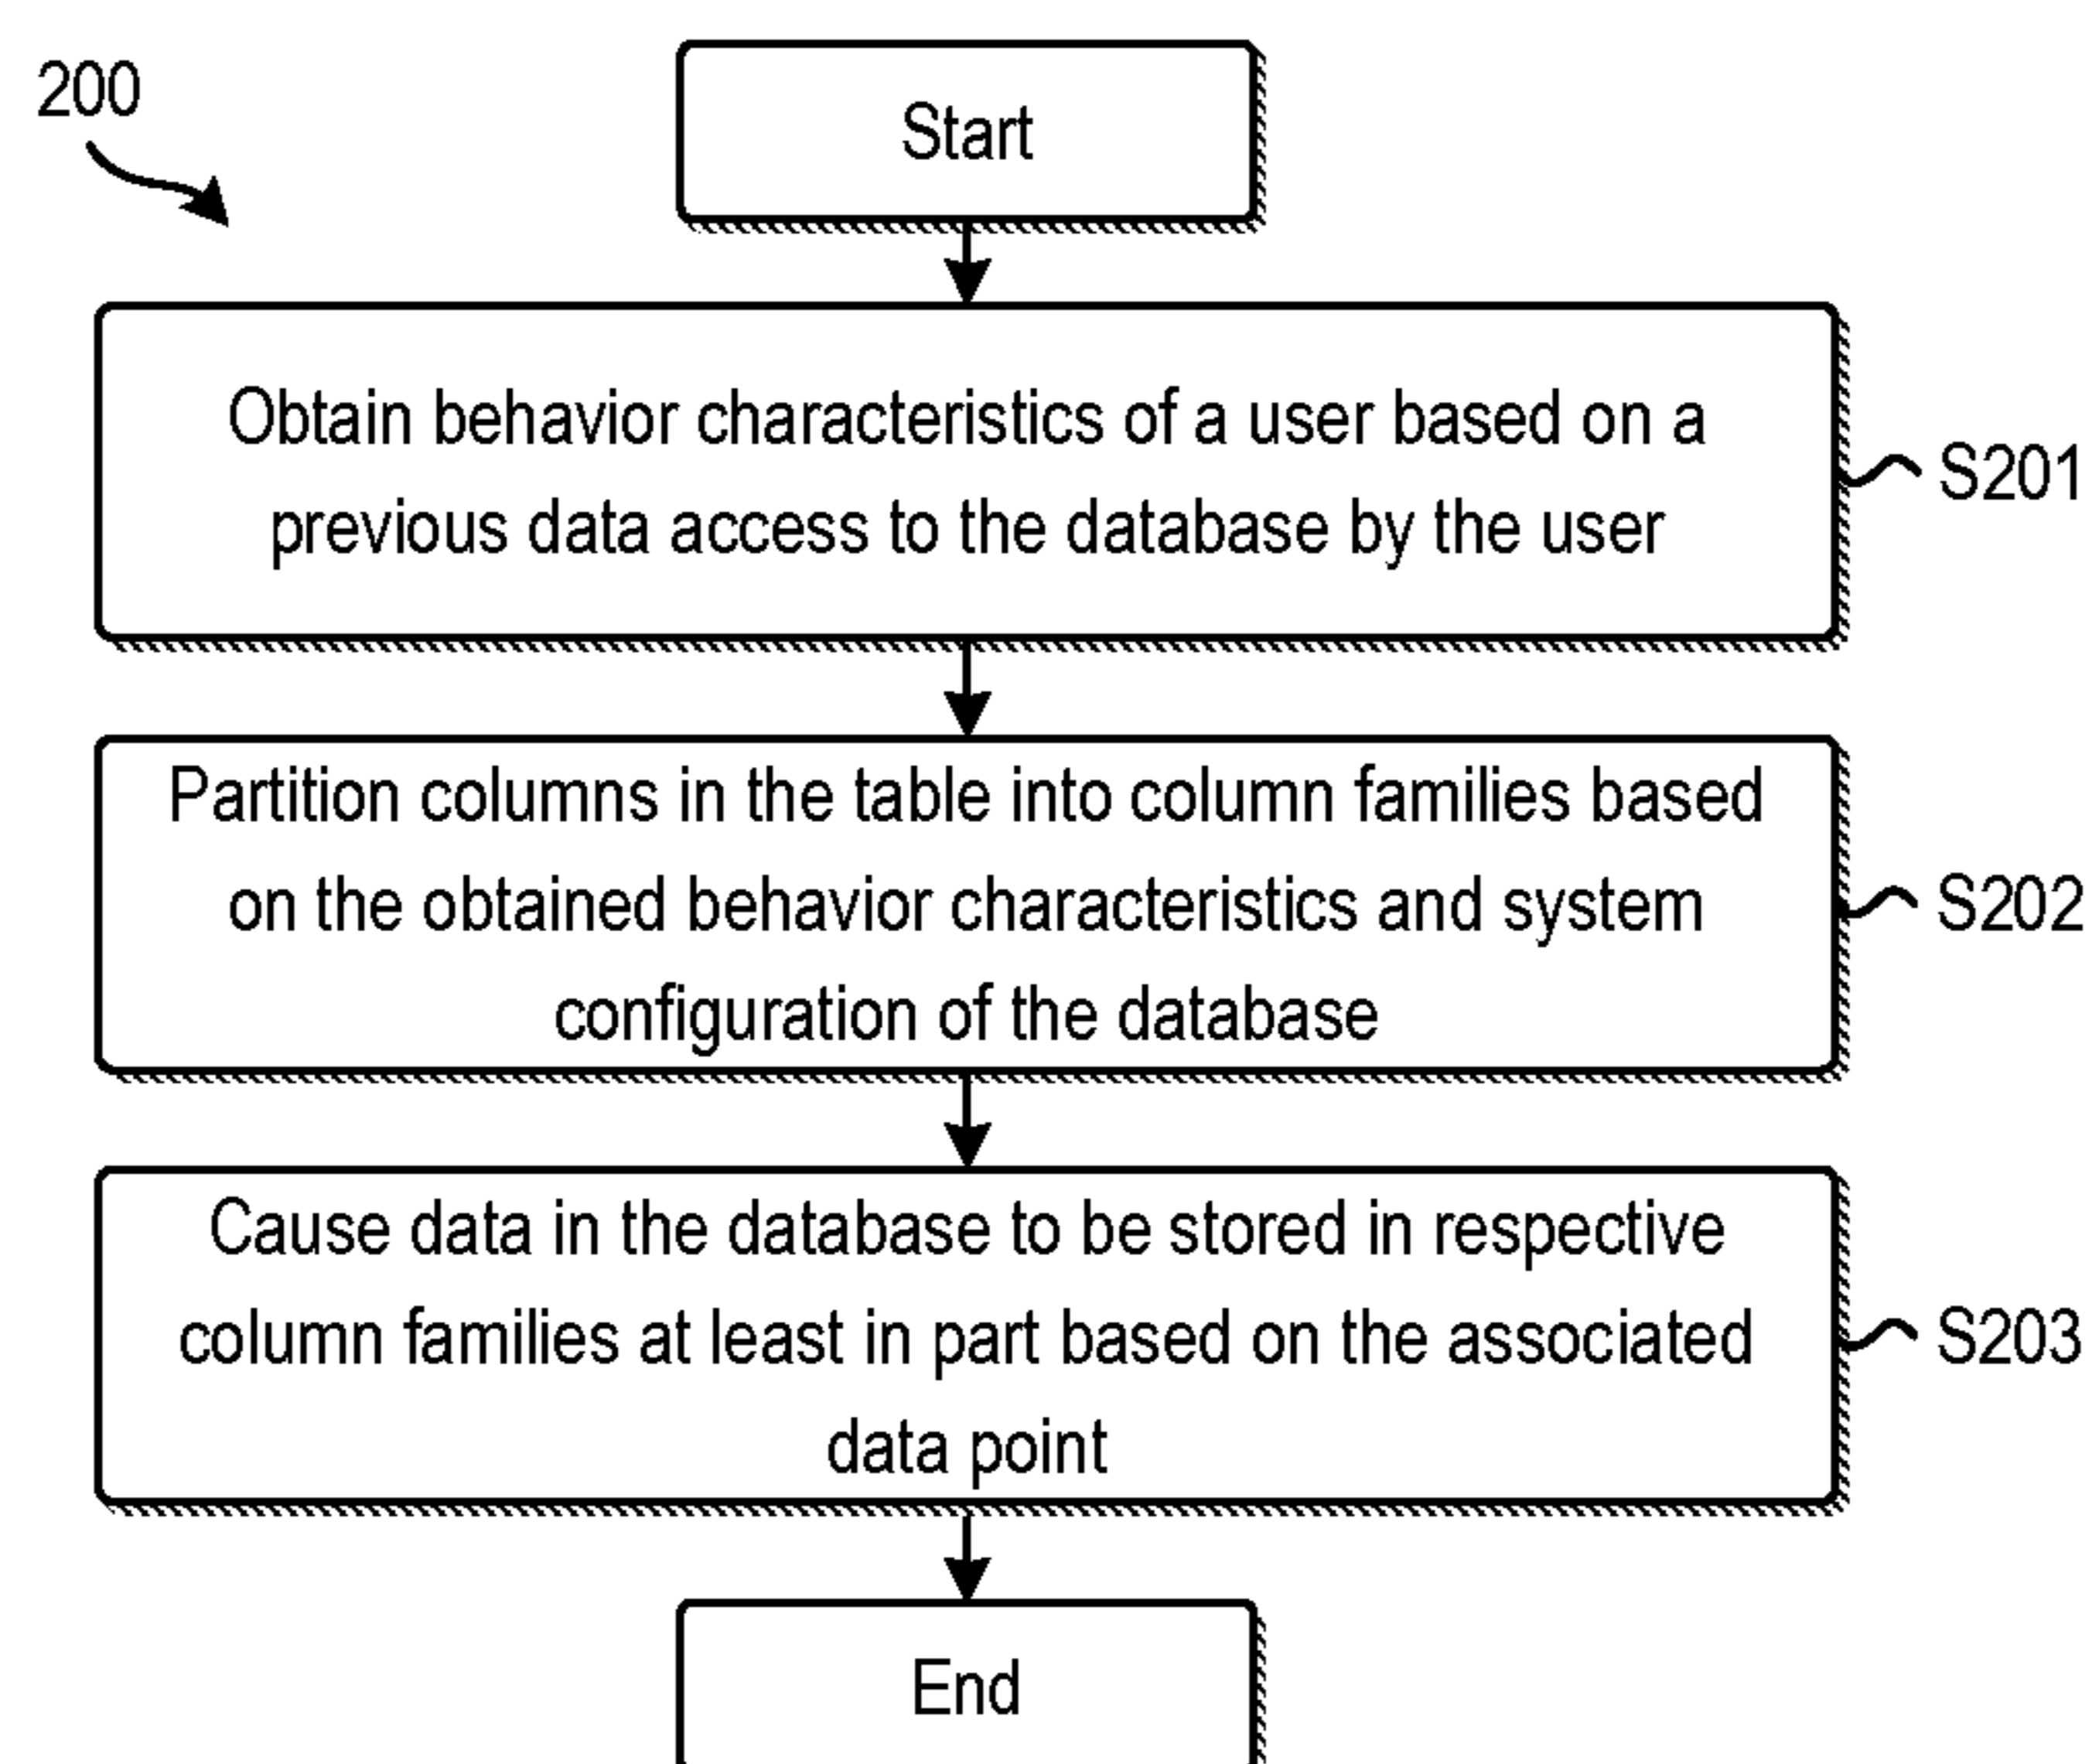 200
Start
Obtain behavior characteristics of a user based on a
previous data access to the database by the user
S201
Partition columns in the table into column families based
on the obtained behavior characteristics and system
configuration of the database
S202
Cause data in the database to be stored in respective
column families at least in part based on the associated
data point
S203
End